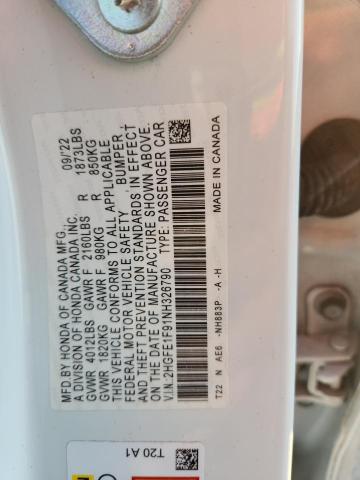 MFD. BY HONDA OF CANADA MFG., 09/'22
A DIVISION OF HONDA CANADA INC.
GVWR 4012LBS GAWR F 2160LBS R 1873LBS
GVWR 1820KG GAWR F 980KG R 850KG
THIS VEHICLE CONFORMS TO ALL APPLICABLE
FEDERAL MOTOR VEHICLE SAFETY, BUMPER,
AND THEFT PREVENTION STANDARDS IN EFFECT
ON THE DATE OF MANUFACTURE SHOWN ABOVE.
V.I.N. 2HGFE1F91NH326790 TYPE: PASSENGER CAR
T22 N AE6 -NH883P -A -H MADE IN CANADA
T20 A1